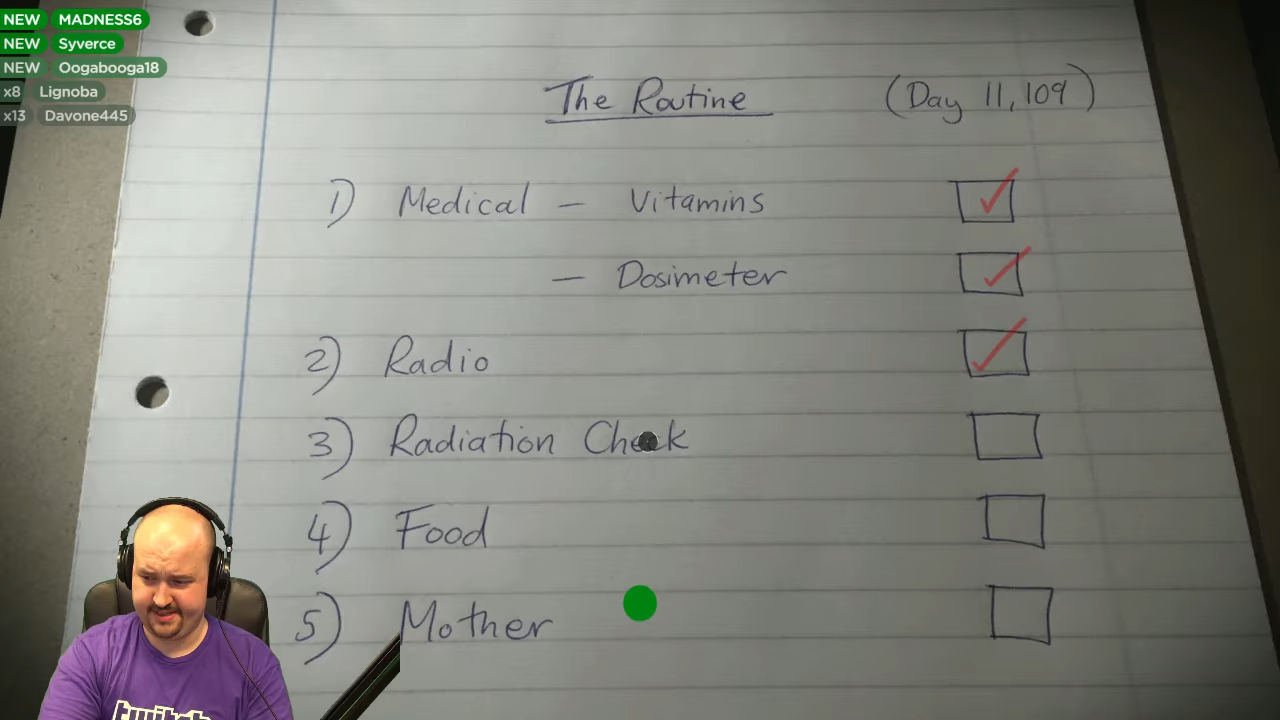 NEW MADNESS6
NEW Syverce
NEW Oogabooga18
x8 Lignoba
x13 Davone445
The Routine (Day 11,109)
1) Medical – Vitamins
– Dosimeter
2) Radio
3) Radiation Check
4) Food
5) Mother
twitch